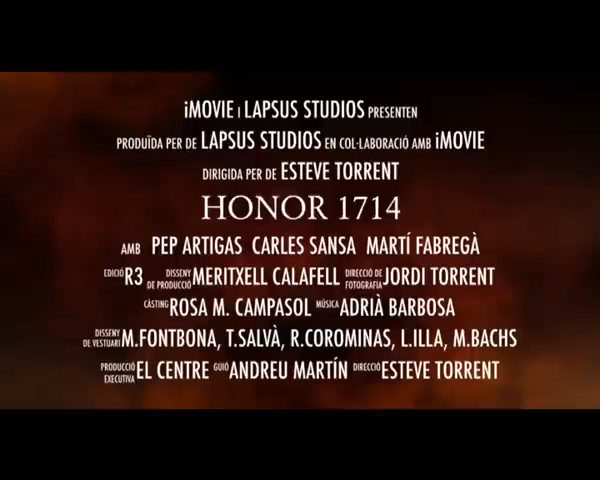 iMOVIE I LAPSUS STUDIOS PRESENTEN
PRODUÏDA PER DE LAPSUS STUDIOS EN COL·LABORACIÓ AMB iMOVIE
DIRIGIDA PER DE ESTEVE TORRENT
HONOR 1714
AMB PEP ARTIGAS CARLES SANSA MARTÍ FABREGÀ
EDICIÓ R3 DISSENY DE PRODUCCIÓ MERITXELL CALAFELL DIRECCIÓ DE FOTOGRAFIA JORDI TORRENT
CÀSTING ROSA M. CAMPASOL MÚSICA ADRIÀ BARBOSA
DISSENY DE VESTUARI M.FONTBONA, T.SALVÀ, R.COROMINAS, L.ILLA, M.BACHS
PRODUCCIÓ EXECUTIVA EL CENTRE GUIÓ ANDREU MARTÍN DIRECCIÓ ESTEVE TORRENT